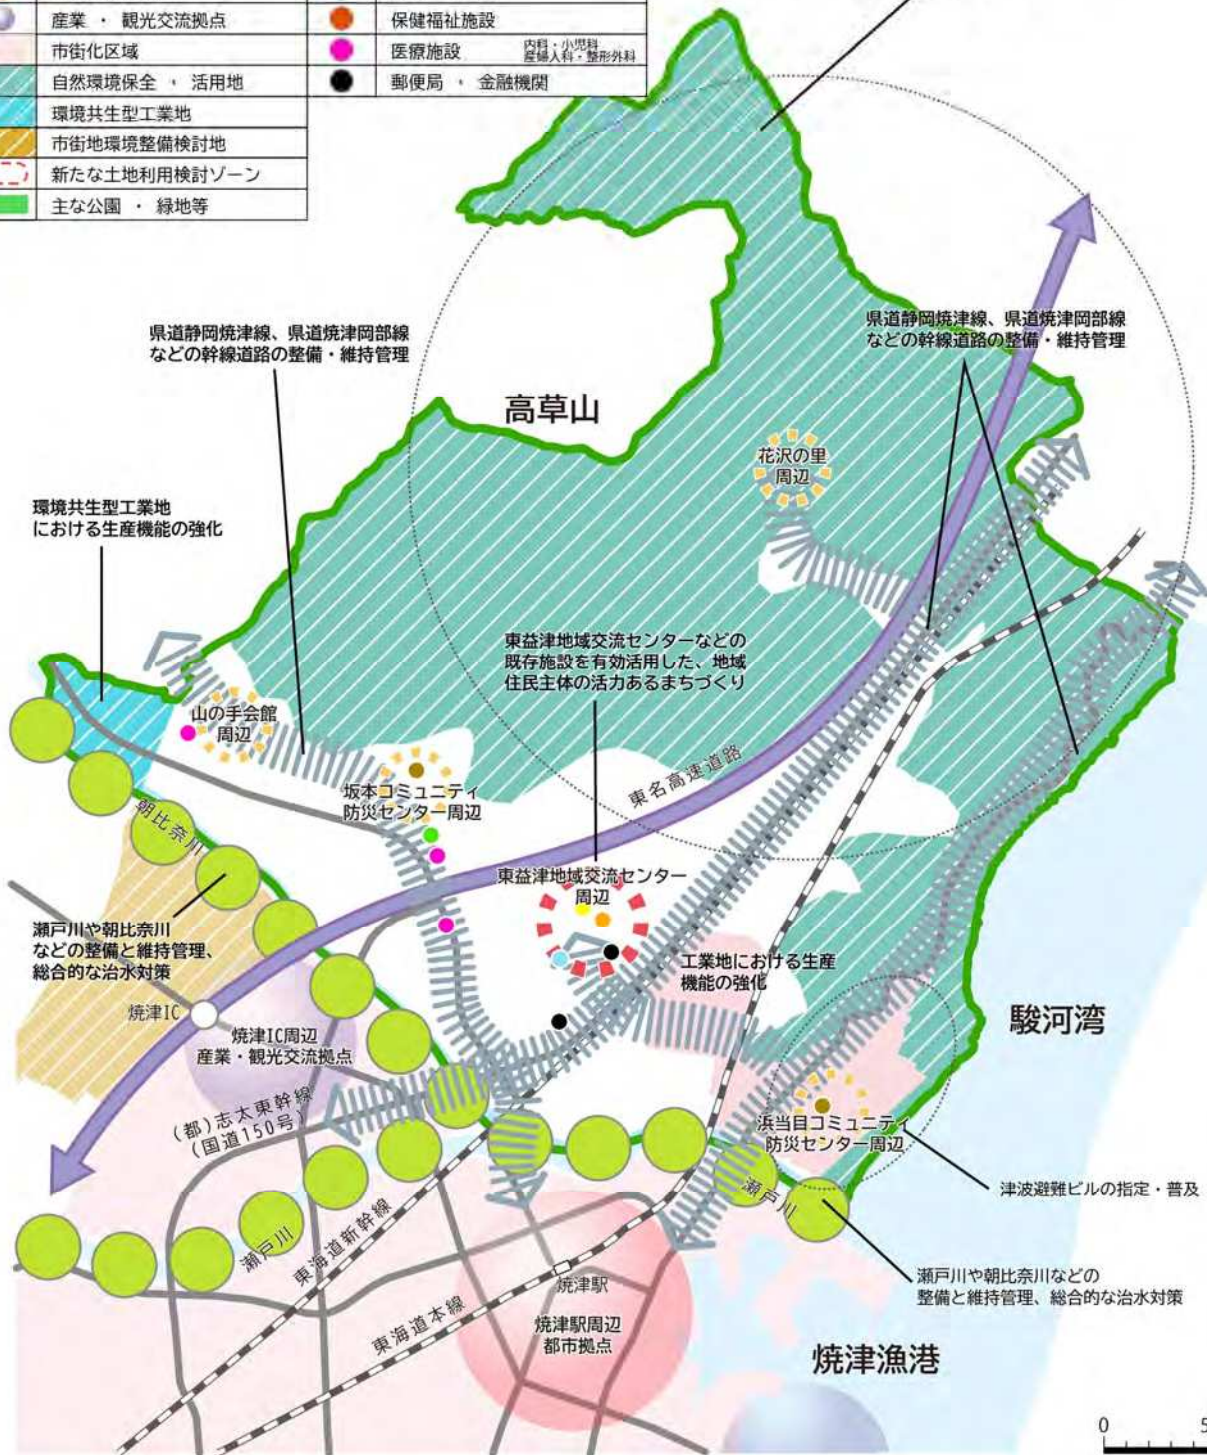 産業 ・ 観光交流拠点
保健福祉施設
市街化区域
医療施設
内科・小児科
産婦人科・整形外科
自然環境保全 ・ 活用地
郵便局 ・ 金融機関
環境共生型工業地
市街地環境整備検討地
新たな土地利用検討ゾーン
主な公園 ・ 緑地等
県道静岡焼津線、県道焼津岡部線
などの幹線道路の整備・維持管理
県道静岡焼津線、県道焼津岡部線
などの幹線道路の整備・維持管理
高草山
花沢の里
周辺
環境共生型工業地
における生産機能の強化
東益津地域交流センターなどの
既存施設を有効活用した、地域
住民主体の活力あるまちづくり
山の手会館
周辺
坂本コミュニティ
防災センター周辺
東名高速道路
朝比奈川
東益津地域交流センター
周辺
瀬戸川や朝比奈川
などの整備と維持管理、
総合的な治水対策
工業地における生産
機能の強化
焼津IC
焼津IC周辺
産業・観光交流拠点
駿河湾
(都)志太東幹線
(国道150号)
浜当目コミュニティ
防災センター周辺
津波避難ビルの指定・普及
瀬戸川
瀬戸川
東海道新幹線
焼津駅
瀬戸川や朝比奈川などの
整備と維持管理、総合的な治水対策
東海道本線
焼津駅周辺
都市拠点
焼津漁港
0
5